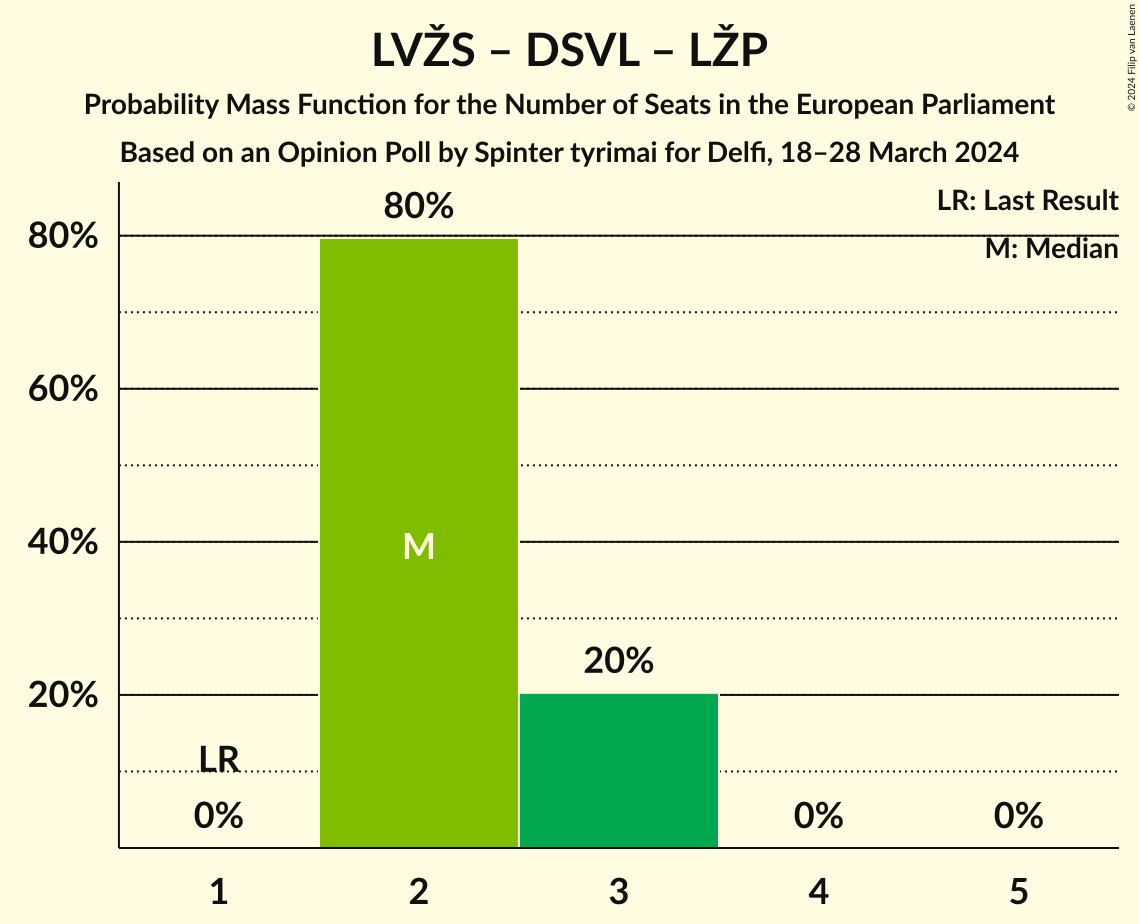 LVŽS – DSVL – LŽP
Probability Mass Function for the Number of Seats in the European Parliament
Based on an Opinion Poll by Spinter tyrimai for Delfi, 18–28 March 2024
© 2024 Filip van Laenen
LR: Last Result
M: Median
80%
60%
40%
20%
80%
M
20%
LR
0%
0%
0%
1
2
3
4
5